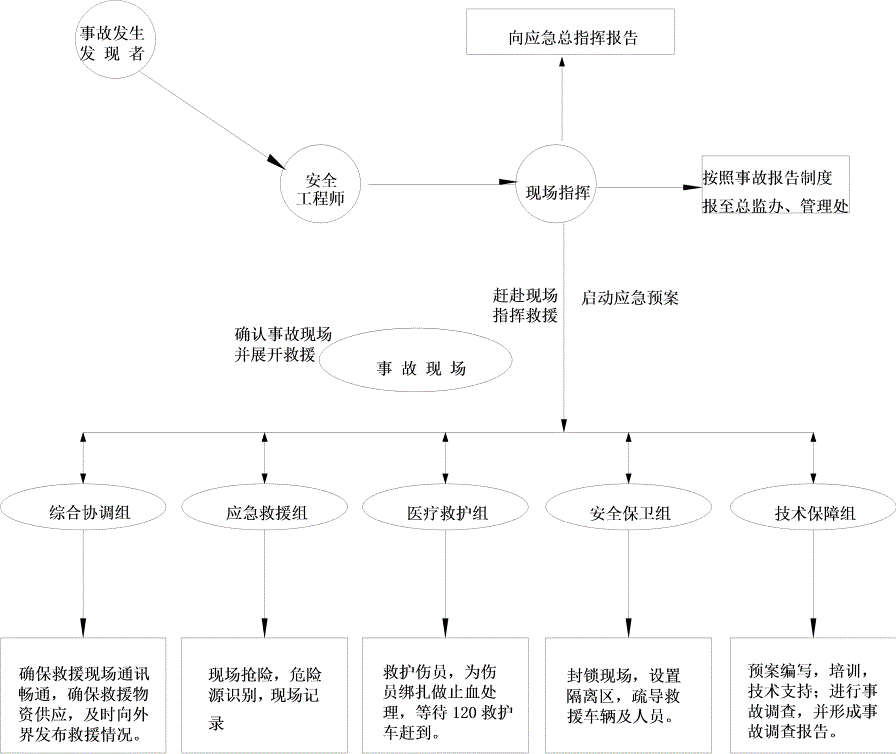 事故发生
发 现 者
向应急总指挥报告
安全
工程师
现场指挥
按照事故报告制度
报至总监办、管理处
赶赴现场
指挥救援
启动应急预案
确认事故现场
并展开救援
事 故 现 场
综合协调组
应急救援组
医疗救护组
安全保卫组
技术保障组
确保救援现场通讯
畅通，确保救援物
资供应，及时向外
界发布救援情况。
现场抢险，危险
源识别，现场记
录
救护伤员，为伤
员绑扎做止血处
理，等待 120 救护
车赶到。
封锁现场，设置
隔离区，疏导救
援车辆及人员。
预案编写，培训，
技术支持；进行事
故调查，并形成事
故调查报告。